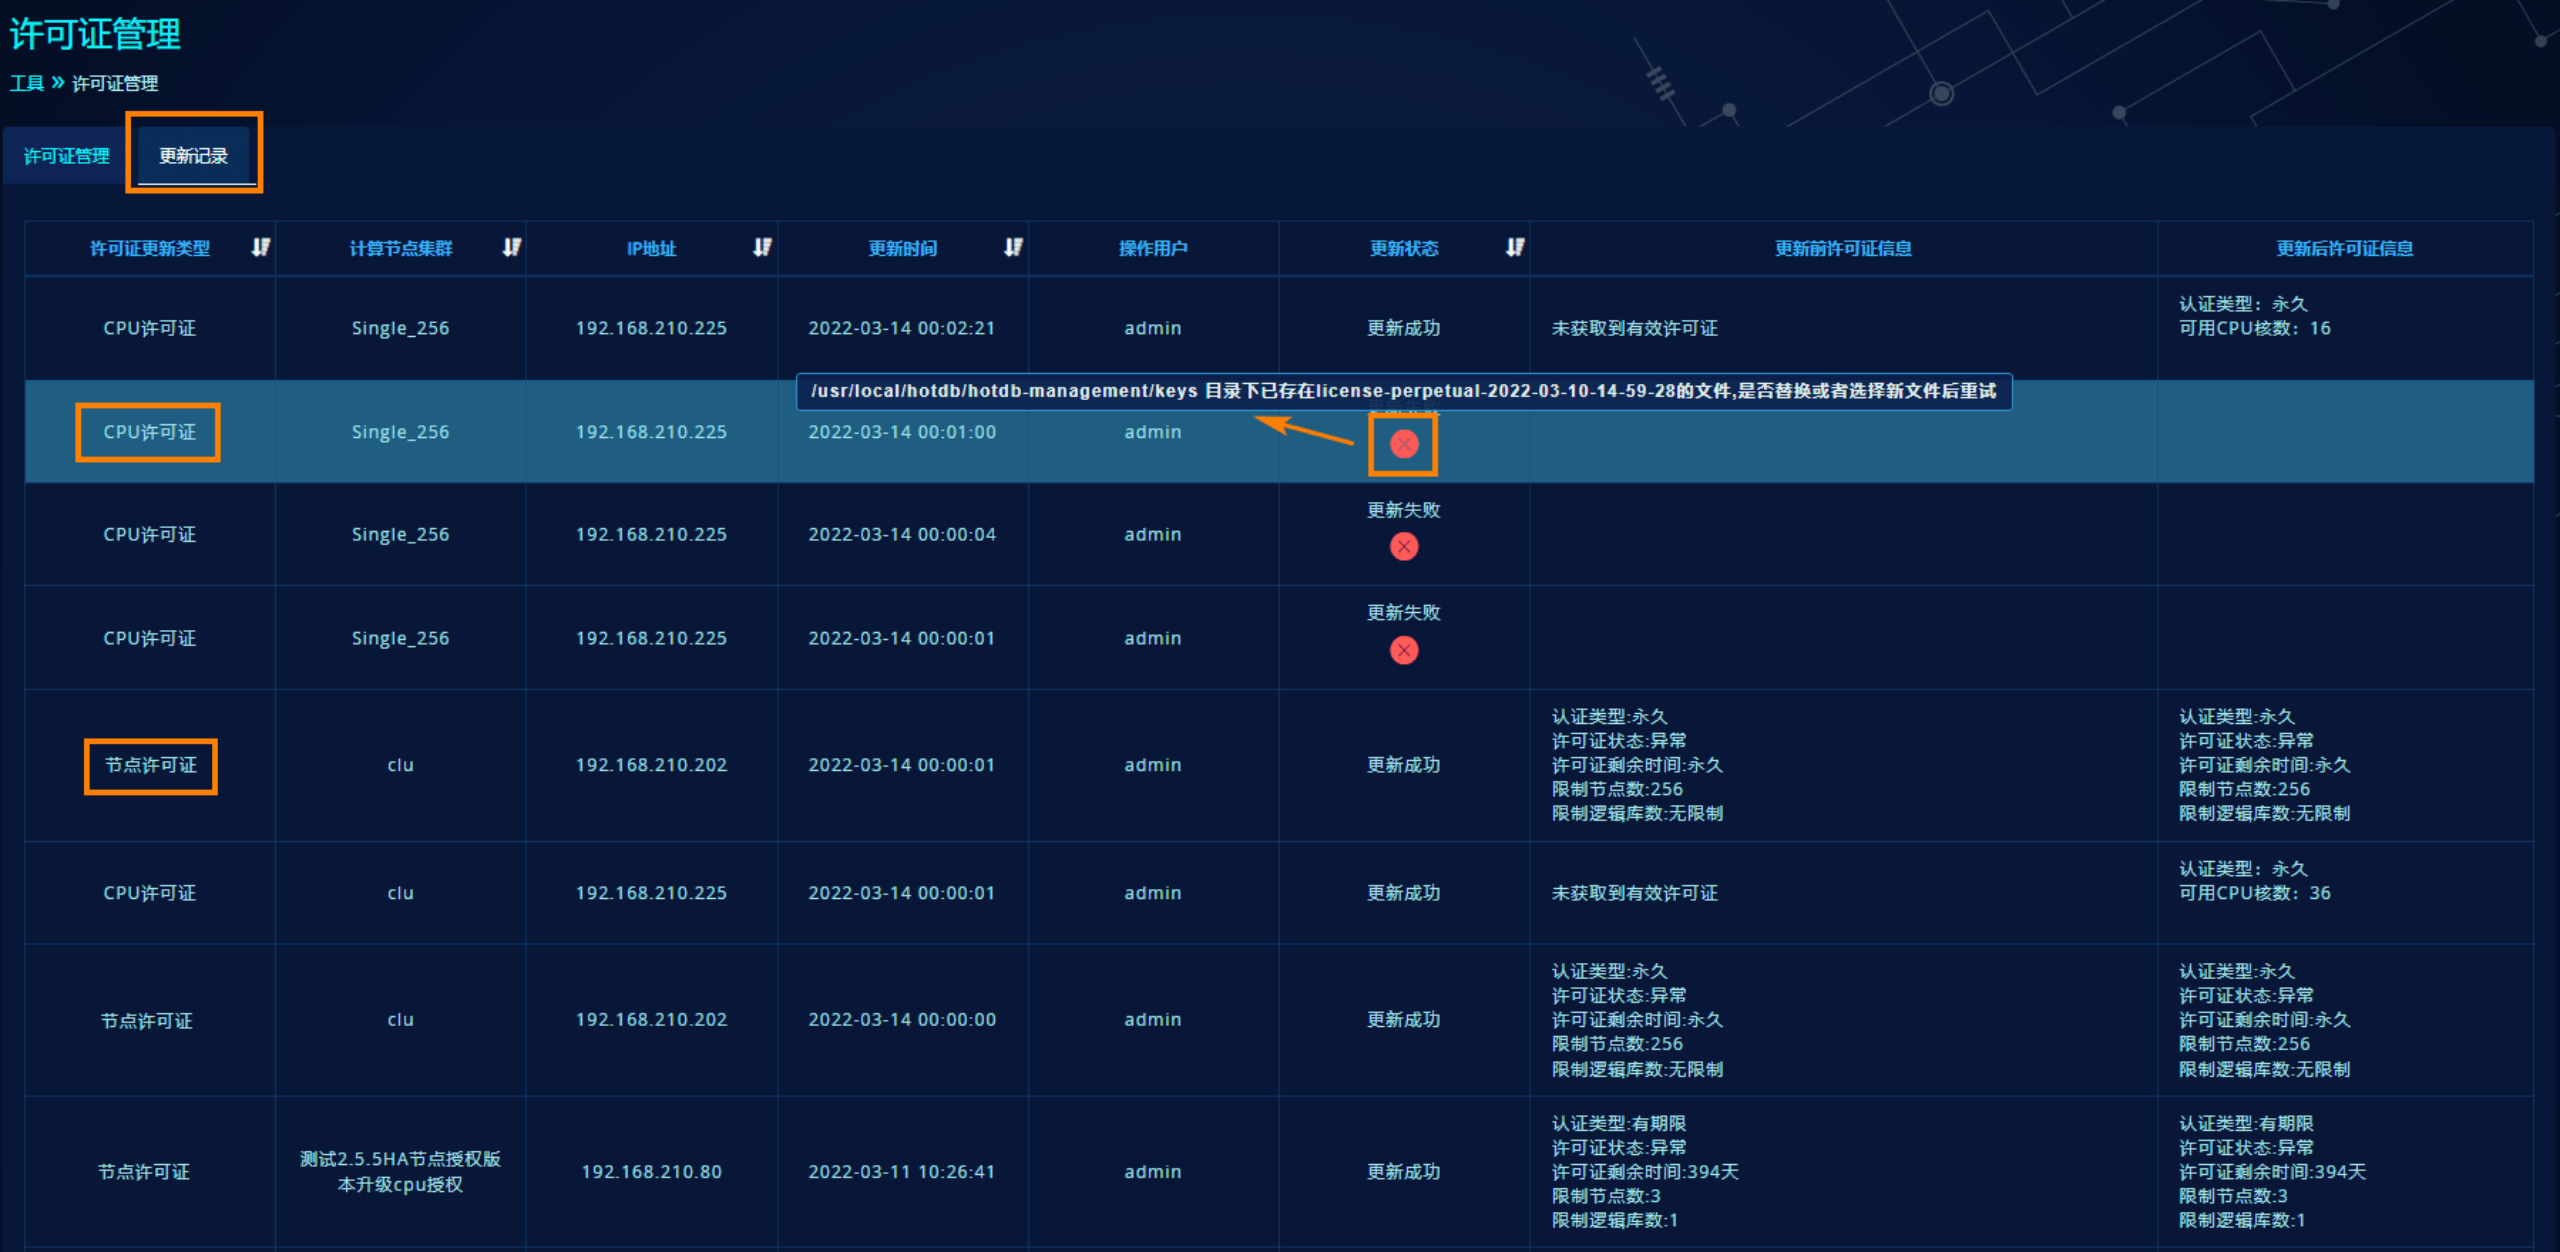 许可证管理
工具 » 许可证管理
许可证管理 更新记录
许可证更新类型 计算节点集群 IP地址 更新时间 操作用户 更新状态 更新前许可证信息 更新后许可证信息
CPU许可证 Single_256 192.168.210.225 2022-03-14 00:02:21 admin 更新成功 未获取到有效许可证
认证类型：永久
可用CPU核数：16
/usr/local/hotdb/hotdb-management/keys 目录下已存在license-perpetual-2022-03-10-14-59-28的文件,是否替换或者选择新文件后重试
CPU许可证 Single_256 192.168.210.225 2022-03-14 00:01:00 admin
CPU许可证 Single_256 192.168.210.225 2022-03-14 00:00:04 admin 更新失败
CPU许可证 Single_256 192.168.210.225 2022-03-14 00:00:01 admin 更新失败
节点许可证 clu 192.168.210.202 2022-03-14 00:00:01 admin 更新成功
认证类型:永久
许可证状态:异常
许可证剩余时间:永久
限制节点数:256
限制逻辑库数:无限制
认证类型:永久
许可证状态:异常
许可证剩余时间:永久
限制节点数:256
限制逻辑库数:无限制
CPU许可证 clu 192.168.210.225 2022-03-14 00:00:01 admin 更新成功 未获取到有效许可证
认证类型：永久
可用CPU核数：36
节点许可证 clu 192.168.210.202 2022-03-14 00:00:00 admin 更新成功
认证类型:永久
许可证状态:异常
许可证剩余时间:永久
限制节点数:256
限制逻辑库数:无限制
认证类型:永久
许可证状态:异常
许可证剩余时间:永久
限制节点数:256
限制逻辑库数:无限制
节点许可证
测试2.5.5HA节点授权版
本升级cpu授权
192.168.210.80 2022-03-11 10:26:41 admin 更新成功
认证类型:有期限
许可证状态:异常
许可证剩余时间:394天
限制节点数:3
限制逻辑库数:1
认证类型:有期限
许可证状态:异常
许可证剩余时间:394天
限制节点数:3
限制逻辑库数:1